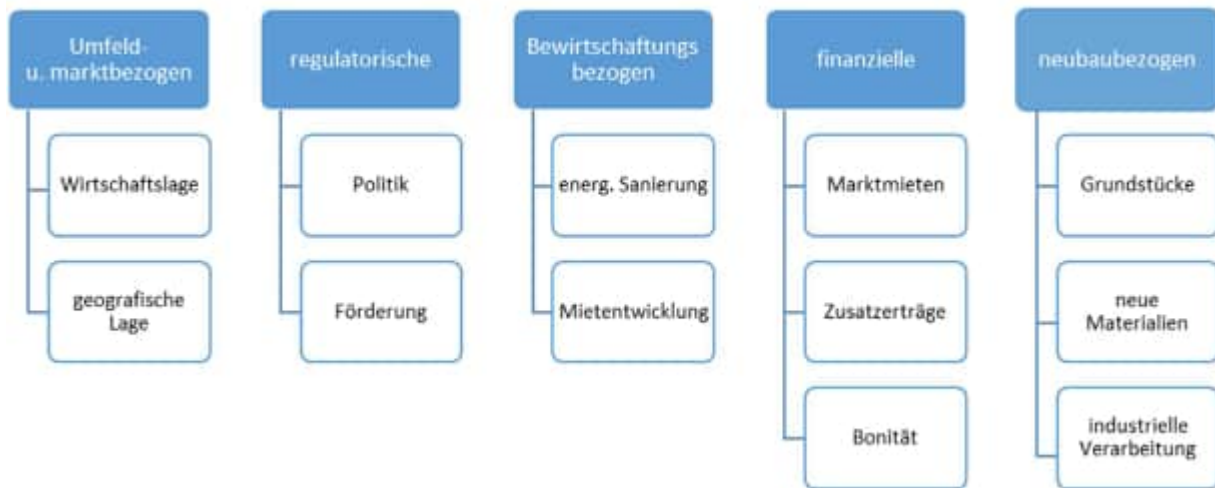 Umfeld-
u. marktbezogen
Wirtschaftslage
geografische
Lage
regulatorische
Politik
Förderung
Bewirtschaftungs
bezogen
energ. Sanierung
Mietentwicklung
finanzielle
Marktmieten
Zusatzerträge
Bonität
neubaubezogen
Grundstücke
neue
Materialien
industrielle
Verarbeitung